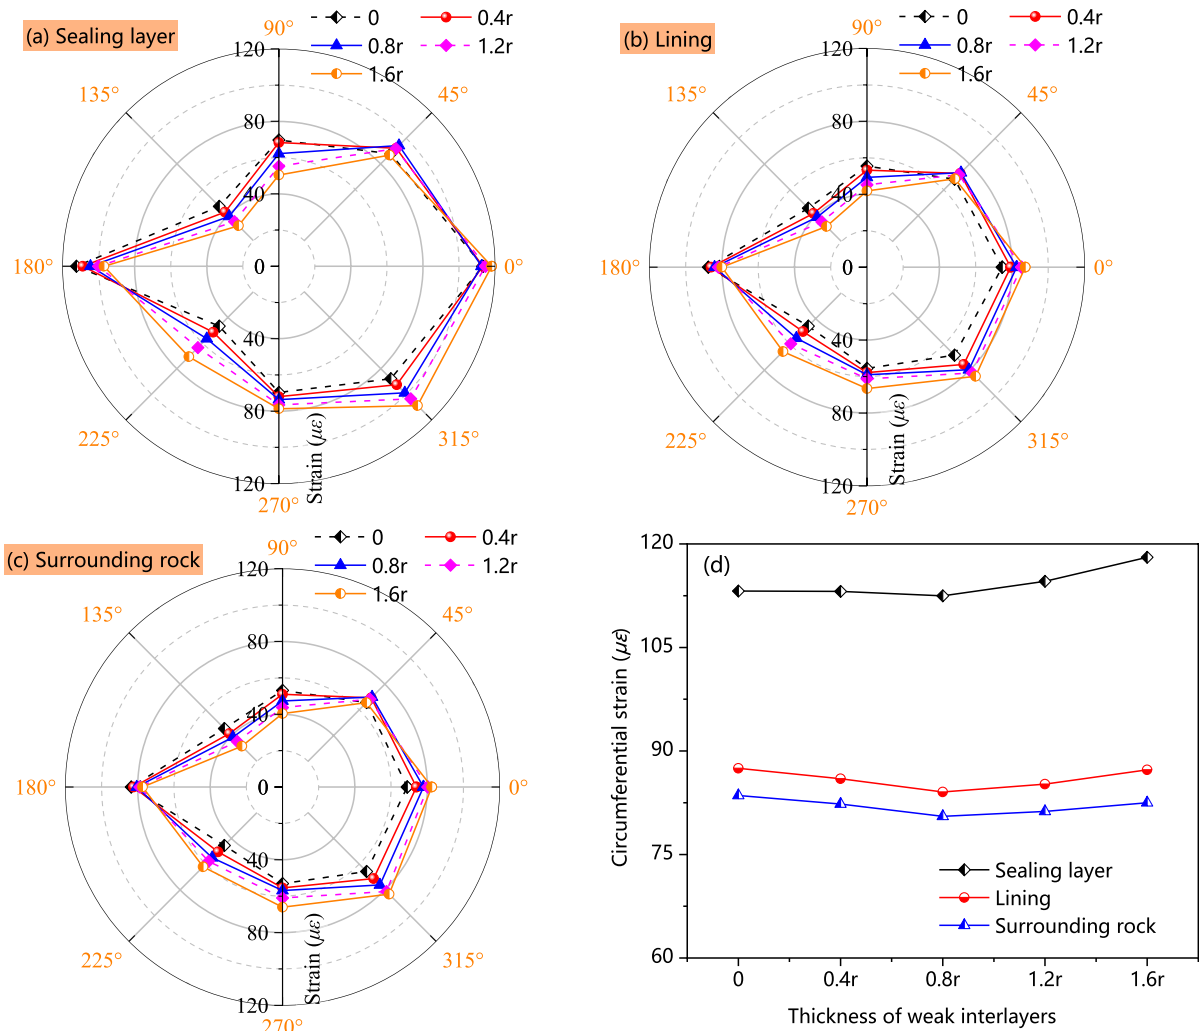 (a) Sealing layer
0
0.4r
0.8r
1.2r
1.6r
90°
120
135°
45°
80
40
180°
0
0°
40
80
225°
315°
120
270°
Strain (με)
(b) Lining
0
0.4r
0.8r
1.2r
1.6r
90°
120
135°
45°
80
40
180°
0
0°
40
80
225°
315°
120
270°
Strain (με)
(c) Surrounding rock
0
0.4r
0.8r
1.2r
1.6r
90°
120
135°
45°
80
40
180°
0
0°
40
80
225°
315°
120
270°
Strain (με)
(d)
120
105
90
75
60
Circumferential strain (με)
Sealing layer
Lining
Surrounding rock
0 0.4r 0.8r 1.2r 1.6r
Thickness of weak interlayers